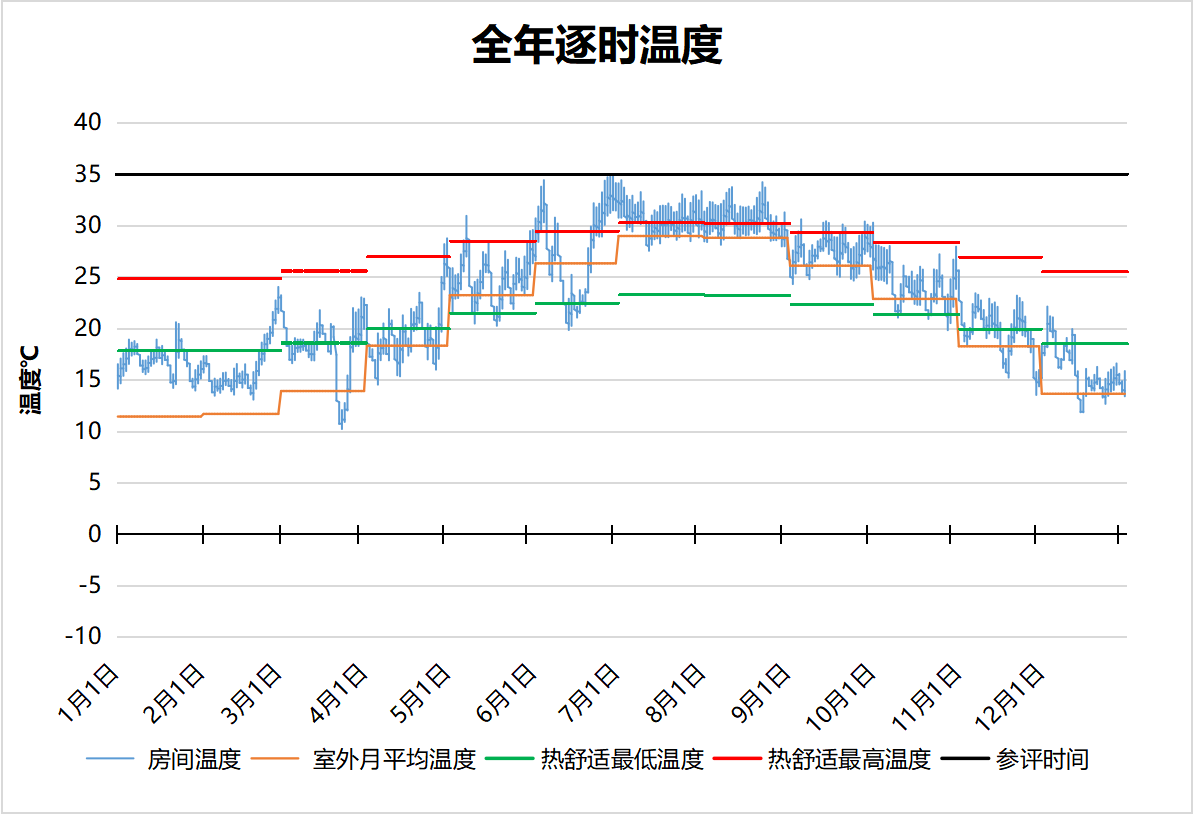 全年逐时温度
40
35
30
25
20
15
10
5
0
-5
-10
温度℃
1月1日
2月1日
3月1日
4月1日
5月1日
6月1日
7月1日
8月1日
9月1日
10月1日
11月1日
12月1日
房间温度 室外月平均温度 热舒适最低温度 热舒适最高温度 参评时间